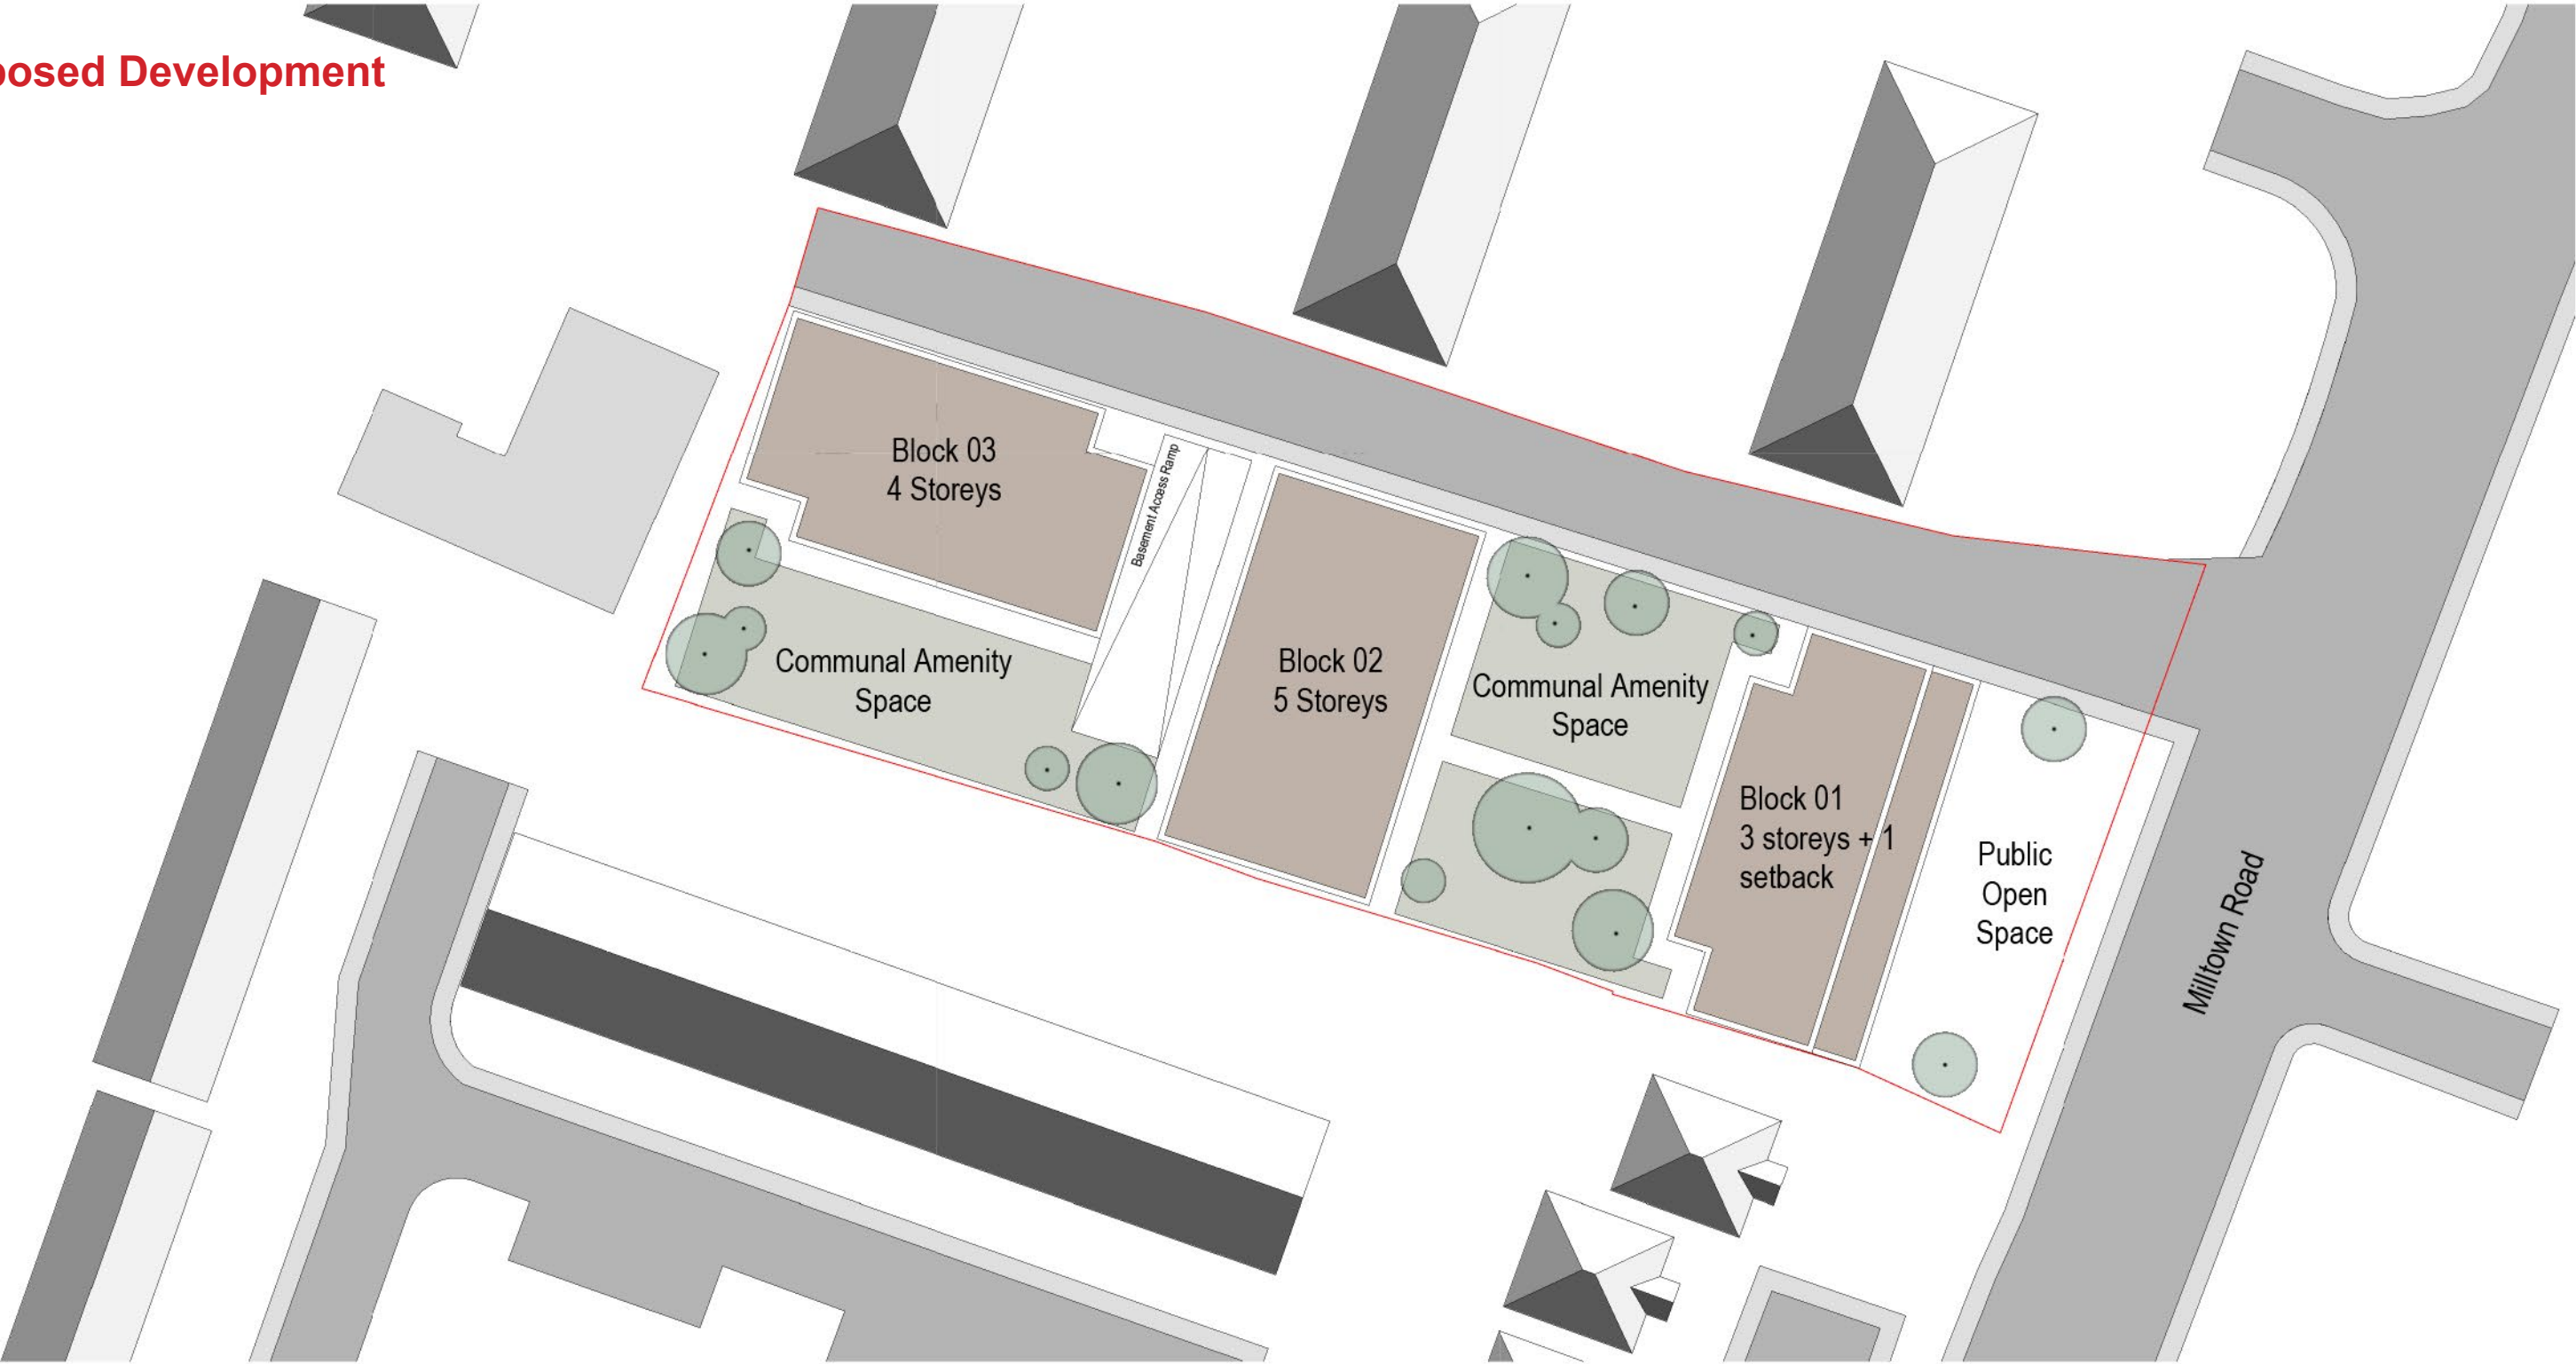 posed Development
Block 03
4 Storeys
Basement Access Ramp
Communal Amenity
Space
Block 02
5 Storeys
Communal Amenity
Space
Block 01
3 storeys + 1
setback
Public
Open
Space
Milltown Road